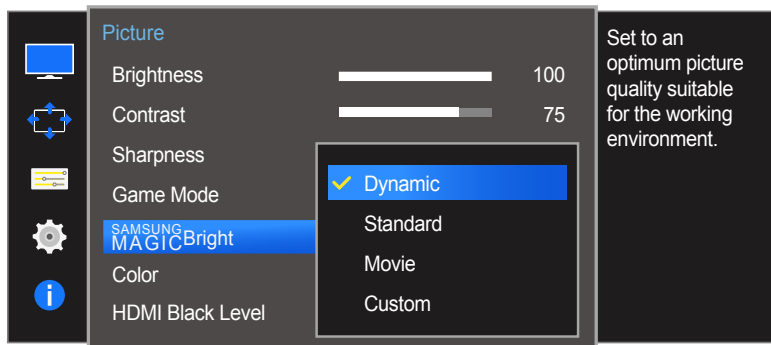 Picture
Brightness 100
Contrast 75
Sharpness
Game Mode
SAMSUNG
MAGICBright
Color
HDMI Black Level
Dynamic
Standard
Movie
Custom
Set to an
optimum picture
quality suitable
for the working
environment.
i